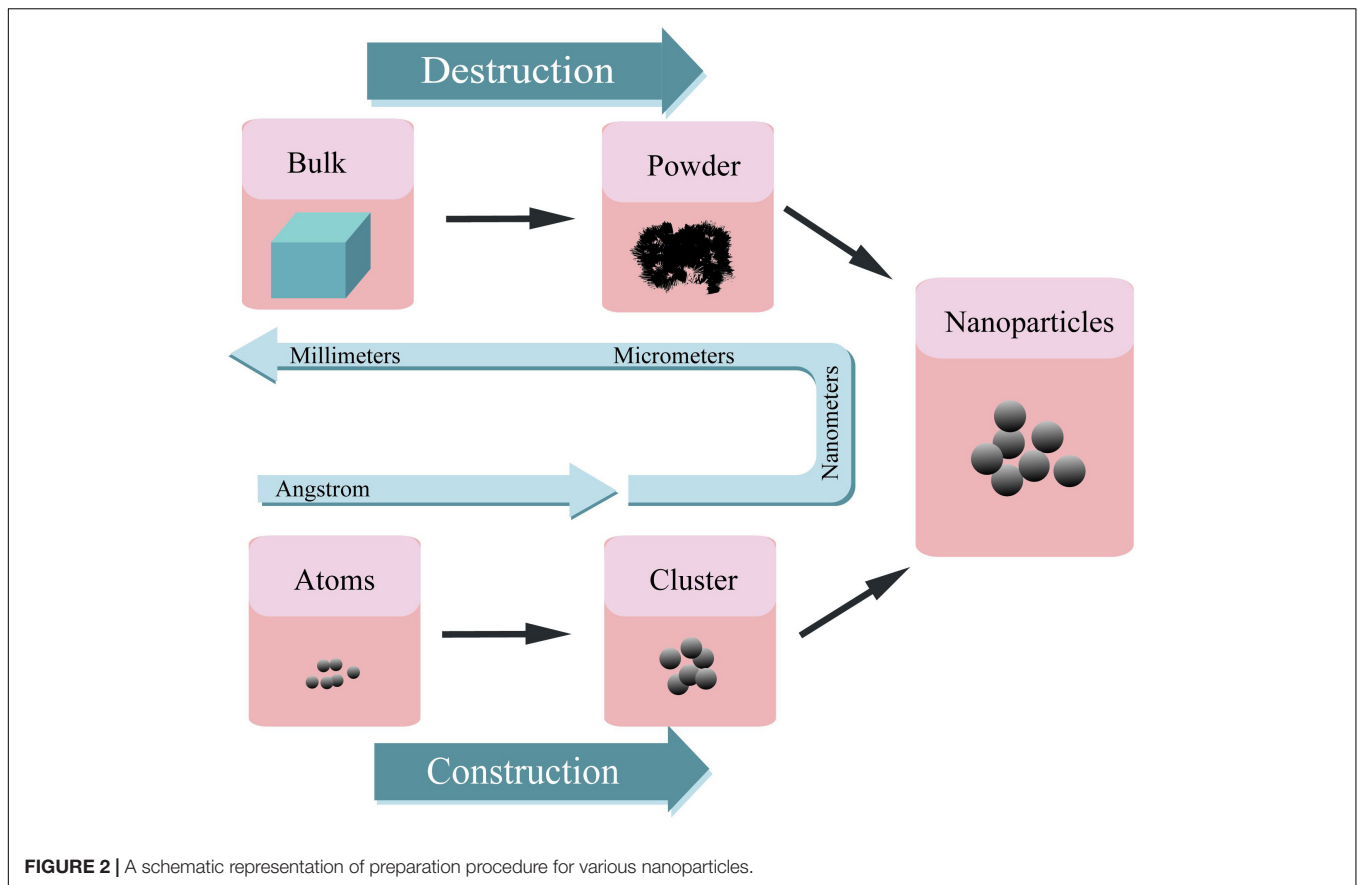 Destruction
Bulk
Powder
Nanoparticles
Millimeters
Micrometers
Nanometers
Angstrom
Atoms
Cluster
Construction
FIGURE 2 | A schematic representation of preparation procedure for various nanoparticles.